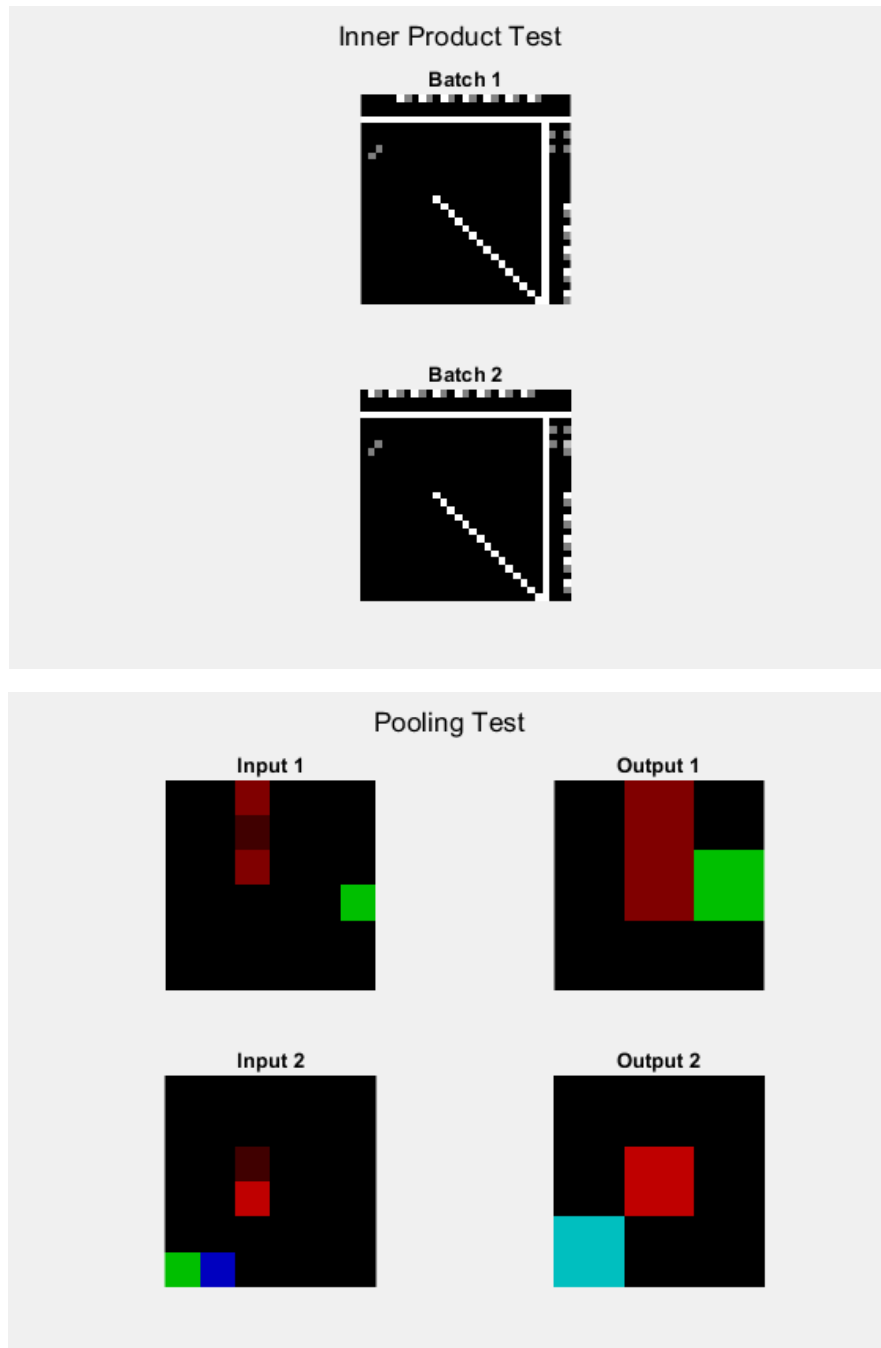 Inner Product Test
Batch 1
Batch 2
Pooling Test
Input 1
Output 1
Input 2
Output 2